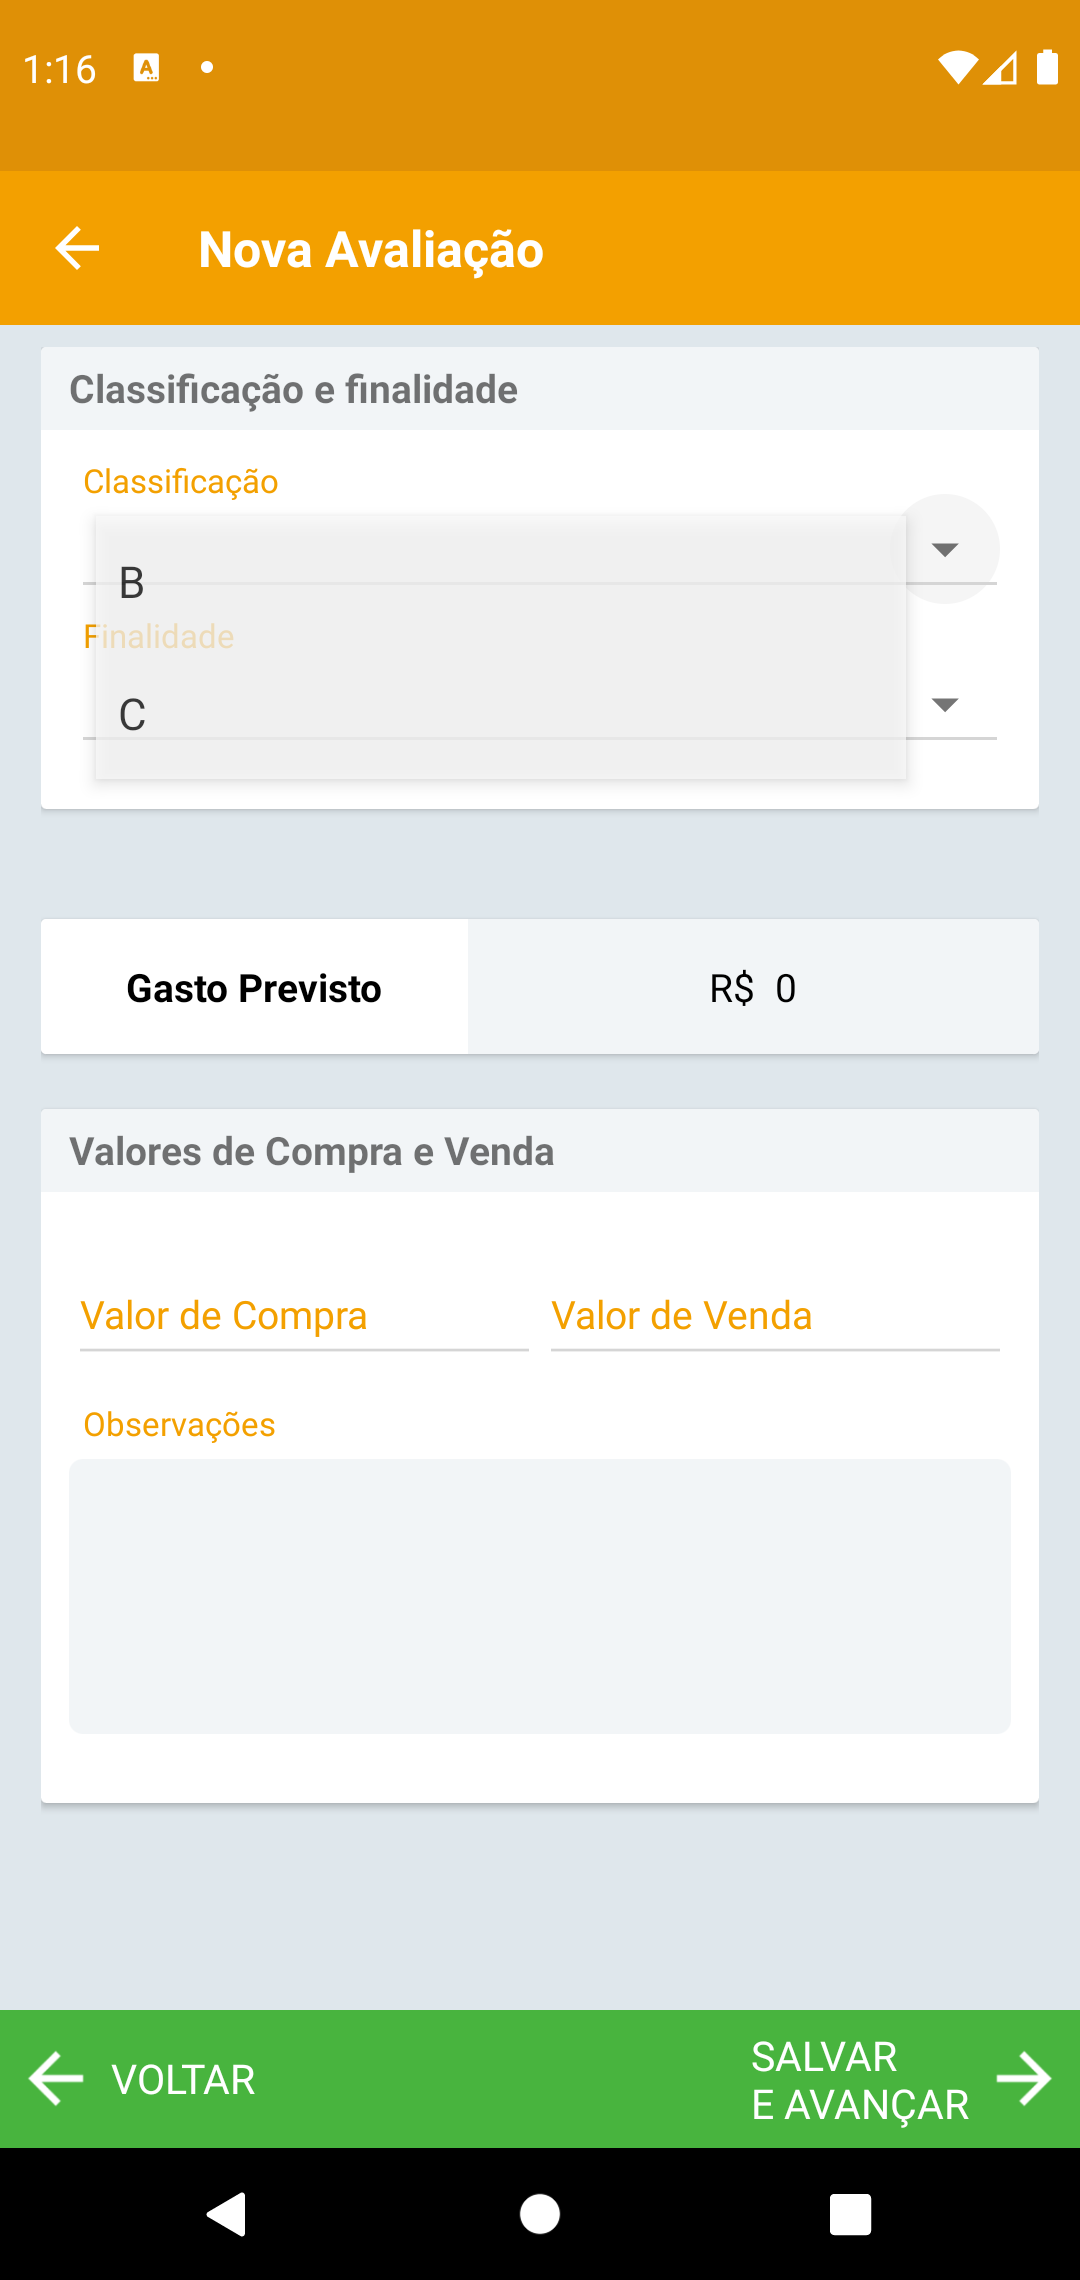 1:16
Nova Avaliação
Classificação e finalidade
Classificação
B
Finalidade
C
Gasto Previsto
R$ 0
Valores de Compra e Venda
Valor de Compra
Valor de Venda
Observações
VOLTAR
SALVAR
E AVANÇAR